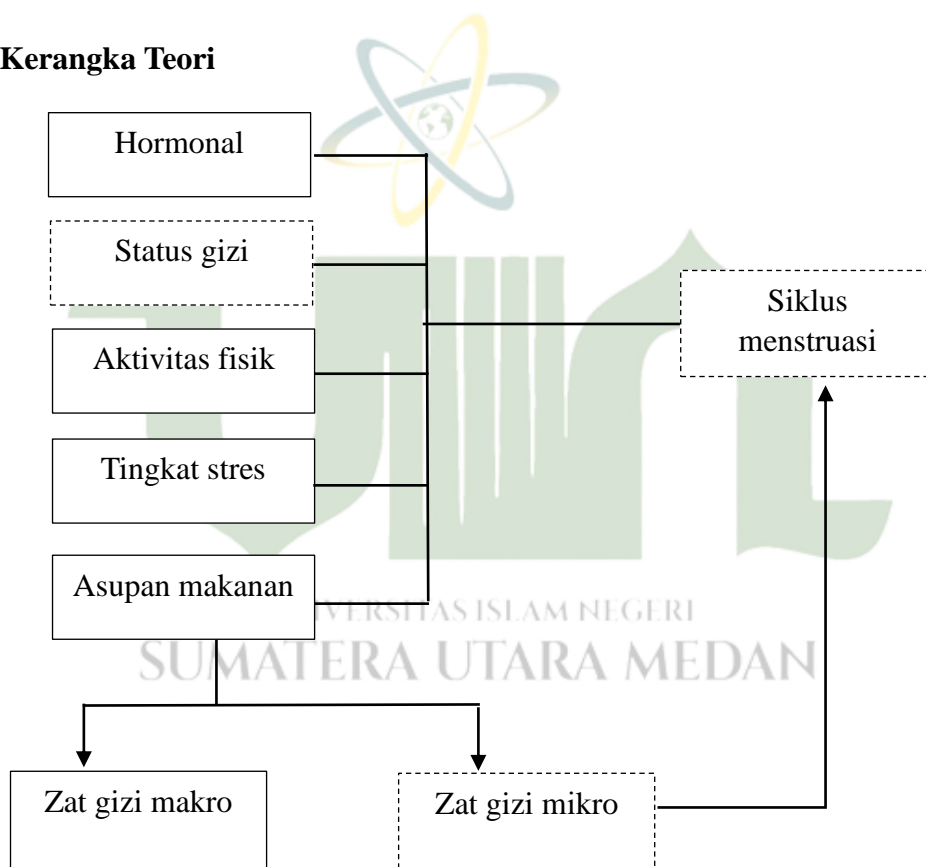 Kerangka Teori
Hormonal
Status gizi
Aktivitas fisik
Tingkat stres
Asupan makanan
Siklus
menstruasi
UNIVERSITAS ISLAM NEGERI
SUMATERA UTARA MEDAN
Zat gizi makro
Zat gizi mikro